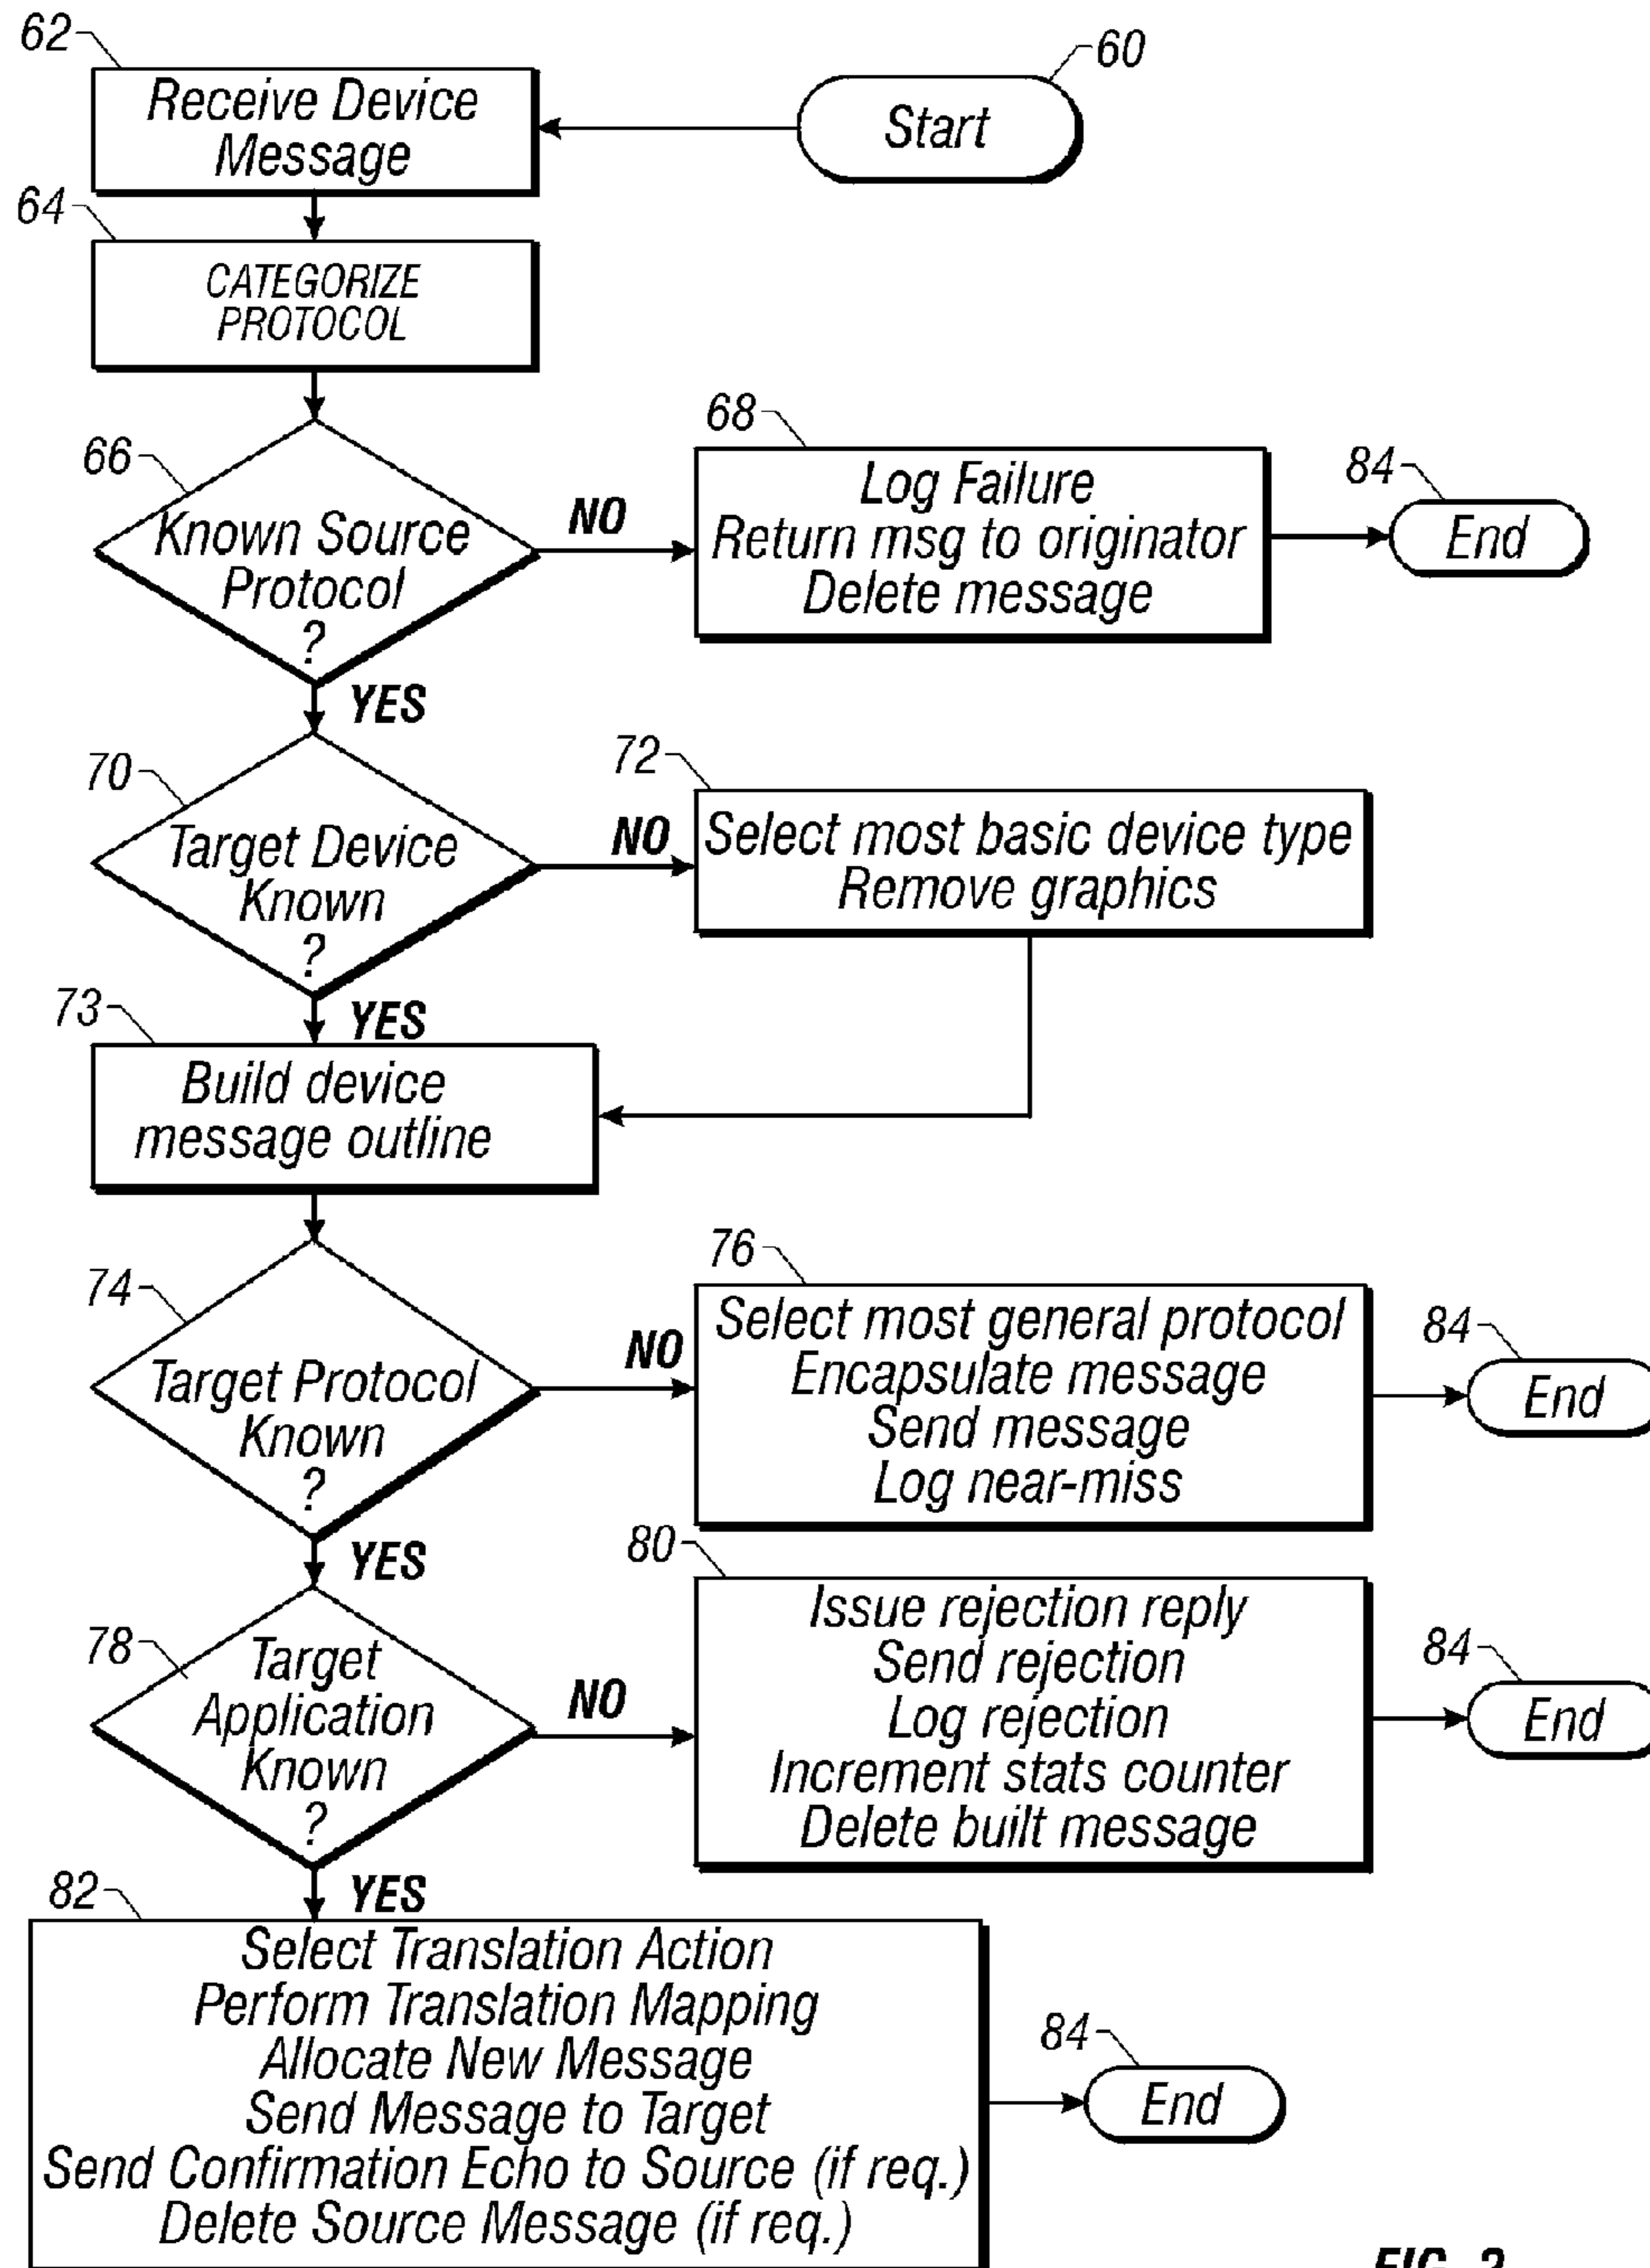 62
60
Receive Device
Message
Start
64
CATEGORIZE
PROTOCOL
66
Known Source
Protocol
?
NO
68
Log Failure
Return msg to originator
Delete message
84
End
YES
70
Target Device
Known
?
NO
72
Select most basic device type
Remove graphics
YES
73
Build device
message outline
74
Target Protocol
Known
?
NO
76
Select most general protocol
Encapsulate message
Send message
Log near-miss
84
End
YES
78
Target
Application
Known
?
NO
80
Issue rejection reply
Send rejection
Log rejection
Increment stats counter
Delete built message
84
End
YES
82
Select Translation Action
Perform Translation Mapping
Allocate New Message
Send Message to Target
Send Confirmation Echo to Source (if req.)
Delete Source Message (if req.)
84
End